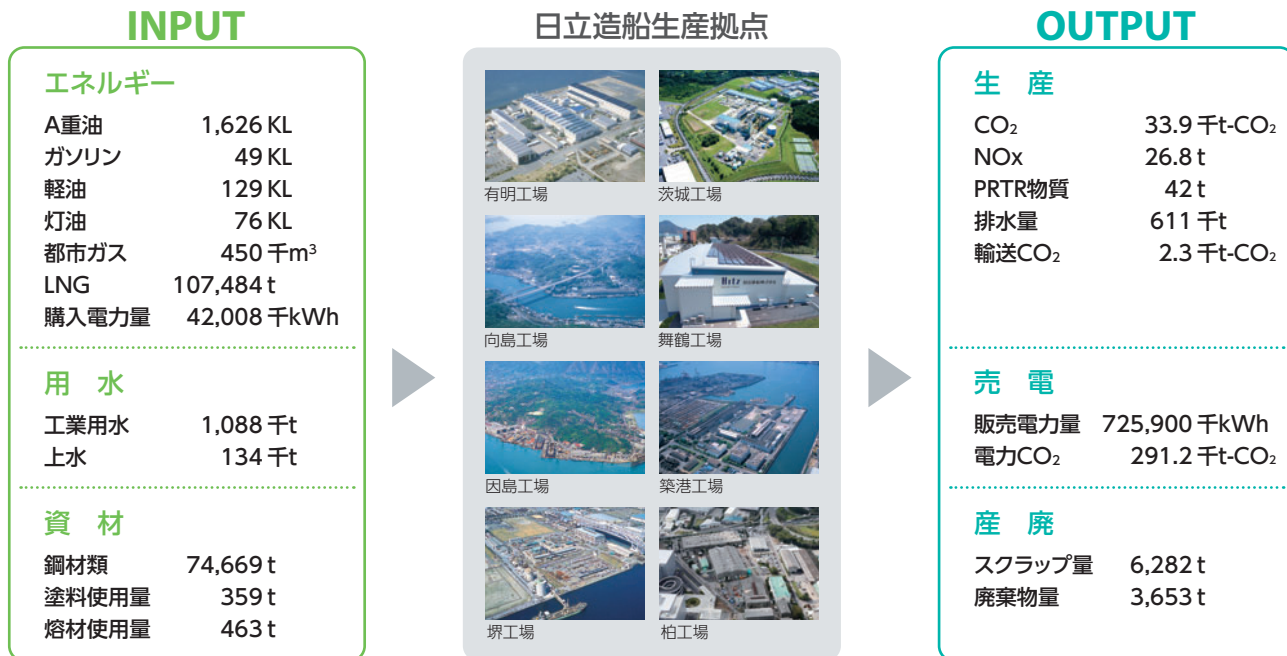 INPUT
エネルギー
A重油 1,626 KL
ガソリン 49 KL
軽油 129 KL
灯油 76 KL
都市ガス 450 千m³
LNG 107,484 t
購入電力量 42,008 千kWh
用 水
工業用水 1,088 千t
上水 134 千t
資 材
鋼材類 74,669 t
塗料使用量 359 t
熔材使用量 463 t
日立造船生産拠点
有明工場 茨城工場
Hitz
向島工場 舞鶴工場
因島工場 築港工場
堺工場 柏工場
OUTPUT
生 産
CO₂ 33.9 千t-CO₂
NOx 26.8 t
PRTR物質 42 t
排水量 611 千t
輸送CO₂ 2.3 千t-CO₂
売 電
販売電力量 725,900 千kWh
電力CO₂ 291.2 千t-CO₂
産 廃
スクラップ量 6,282 t
廃棄物量 3,653 t